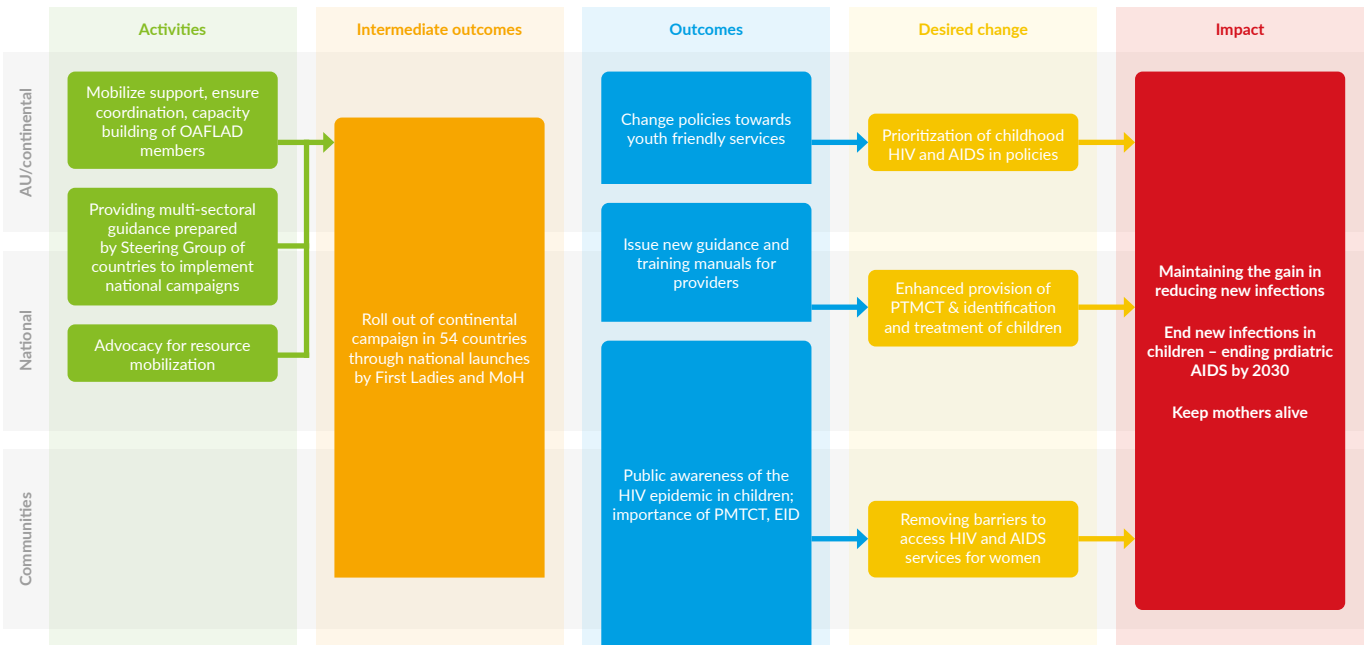 Activities
Intermediate outcomes
Outcomes
Desired change
Impact
AU/continental
Mobilize support, ensure
coordination, capacity
building of OAFLAD
members
Providing multi-sectoral
guidance prepared
by Steering Group of
countries to implement
national campaigns
National
Advocacy for resource
mobilization
Communities
Roll out of continental
campaign in 54 countries
through national launches
by First Ladies and MoH
Change policies towards
youth friendly services
Issue new guidance and
training manuals for
providers
Public awareness of the
HIV epidemic in children;
importance of PMTCT, EID
Prioritization of childhood
HIV and AIDS in policies
Enhanced provision of
PTMCT & identification
and treatment of children
Removing barriers to
access HIV and AIDS
services for women
Maintaining the gain in
reducing new infections
End new infections in
children – ending prdiatric
AIDS by 2030
Keep mothers alive